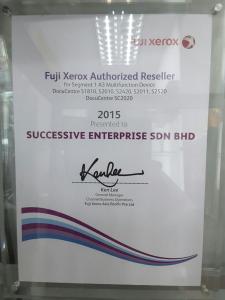 FUJI xerox
Fuji Xerox Authorized Reseller
for Segment 1 A3 Multifunction Device
DocuCentre S1810, S2010, S2420, S2011, S2520
DocuCentre SC2020
2015
Presented to
SUCCESSIVE ENTERPRISE SDN BHD
Ken Lee
General Manager
Channel Business Operations
Fuji Xerox Asia Pacific Pte Ltd